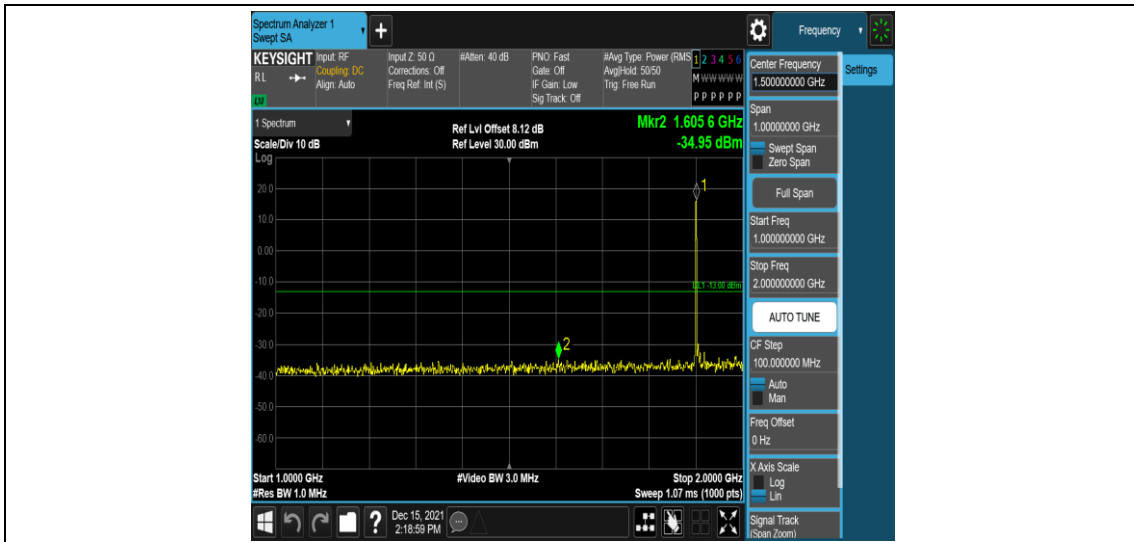 Spectrum Analyzer 1
Swept SA
+
Frequency
KEYSIGHT
RL
LXI
Input: RF
Coupling: DC
Align: Auto
Input Z: 50 Ω
Corrections: Off
Freq Ref: Int (S)
#Atten: 40 dB
PNO: Fast
Gate: Off
IF Gain: Low
Sig Track: Off
#Avg Type: Power (RMS
Avg|Hold: 50/50
Trig: Free Run
1 2 3 4 5 6
M W W W W W
P P P P P P
1 Spectrum
Scale/Div 10 dB
Log
Ref Lvl Offset 8.12 dB
Ref Level 30.00 dBm
Mkr2 1.605 6 GHz
-34.95 dBm
20.0
10.0
0.00
-10.0
-20.0
-30.0
-40.0
-50.0
-60.0
1
DL1 -13.00 dBm
2
Start 1.0000 GHz
#Res BW 1.0 MHz
#Video BW 3.0 MHz
Stop 2.0000 GHz
Sweep 1.07 ms (1000 pts)
Center Frequency
1.500000000 GHz
Settings
Span
1.00000000 GHz
Swept Span
Zero Span
Full Span
Start Freq
1.000000000 GHz
Stop Freq
2.000000000 GHz
AUTO TUNE
CF Step
100.000000 MHz
Auto
Man
Freq Offset
0 Hz
X Axis Scale
Log
Lin
Signal Track
(Span Zoom)
?
Dec 15, 2021
2:18:59 PM